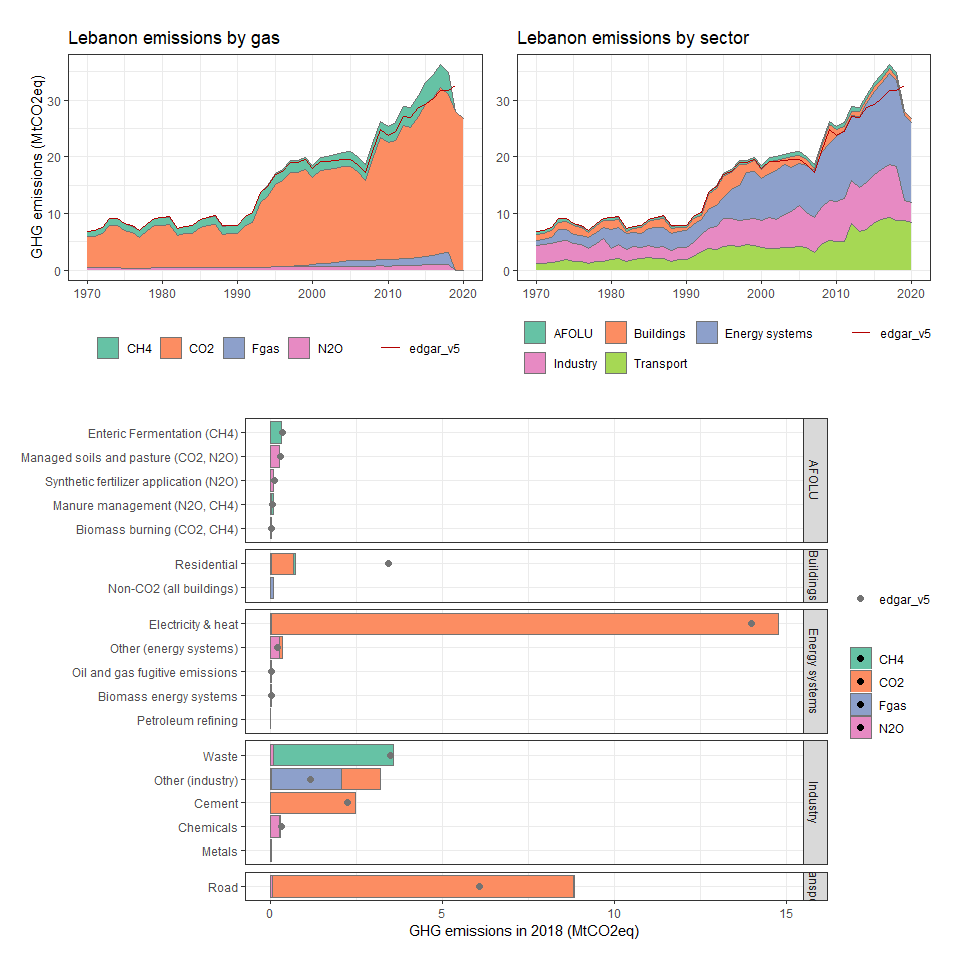 Lebanon emissions by gas
GHG emissions (MtCO2eq)
30
20
10
0
1970 1980 1990 2000 2010 2020
CH4 CO2 Fgas N2O edgar_v5
Lebanon emissions by sector
30
20
10
0
1970 1980 1990 2000 2010 2020
AFOLU Buildings Energy systems edgar_v5
Industry Transport
Enteric Fermentation (CH4)
Managed soils and pasture (CO2, N2O)
Synthetic fertilizer application (N2O)
Manure management (N2O, CH4)
Biomass burning (CO2, CH4)
AFOLU
Residential
Non-CO2 (all buildings)
Buildings
Electricity & heat
Other (energy systems)
Oil and gas fugitive emissions
Biomass energy systems
Petroleum refining
Energy systems
Waste
Other (industry)
Cement
Chemicals
Metals
Industry
Road
ansp
0 5 10 15
GHG emissions in 2018 (MtCO2eq)
edgar_v5
CH4
CO2
Fgas
N2O